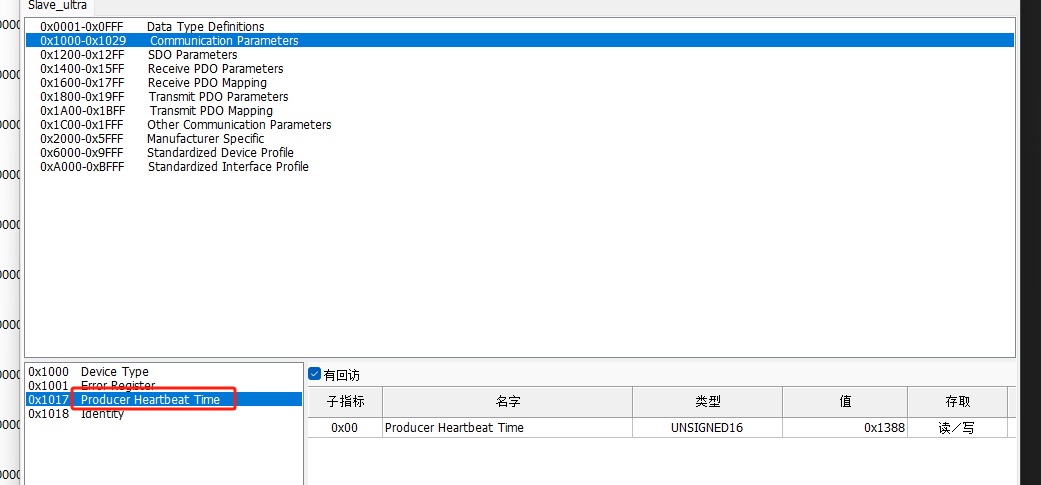 Slave_ultra
0x0001-0x0FFF Data Type Definitions
0x1000-0x1029 Communication Parameters
0x1200-0x12FF SDO Parameters
0x1400-0x15FF Receive PDO Parameters
0x1600-0x17FF Receive PDO Mapping
0x1800-0x19FF Transmit PDO Parameters
0x1A00-0x1BFF Transmit PDO Mapping
0x1C00-0x1FFF Other Communication Parameters
0x2000-0x5FFF Manufacturer Specific
0x6000-0x9FFF Standardized Device Profile
0xA000-0xBFFF Standardized Interface Profile
0x1000 Device Type
0x1001 Error Register
0x1017 Producer Heartbeat Time
0x1018 Identity
有回访
子指标 名字 类型 值 存取
0x00 Producer Heartbeat Time UNSIGNED16 0x1388 读/写